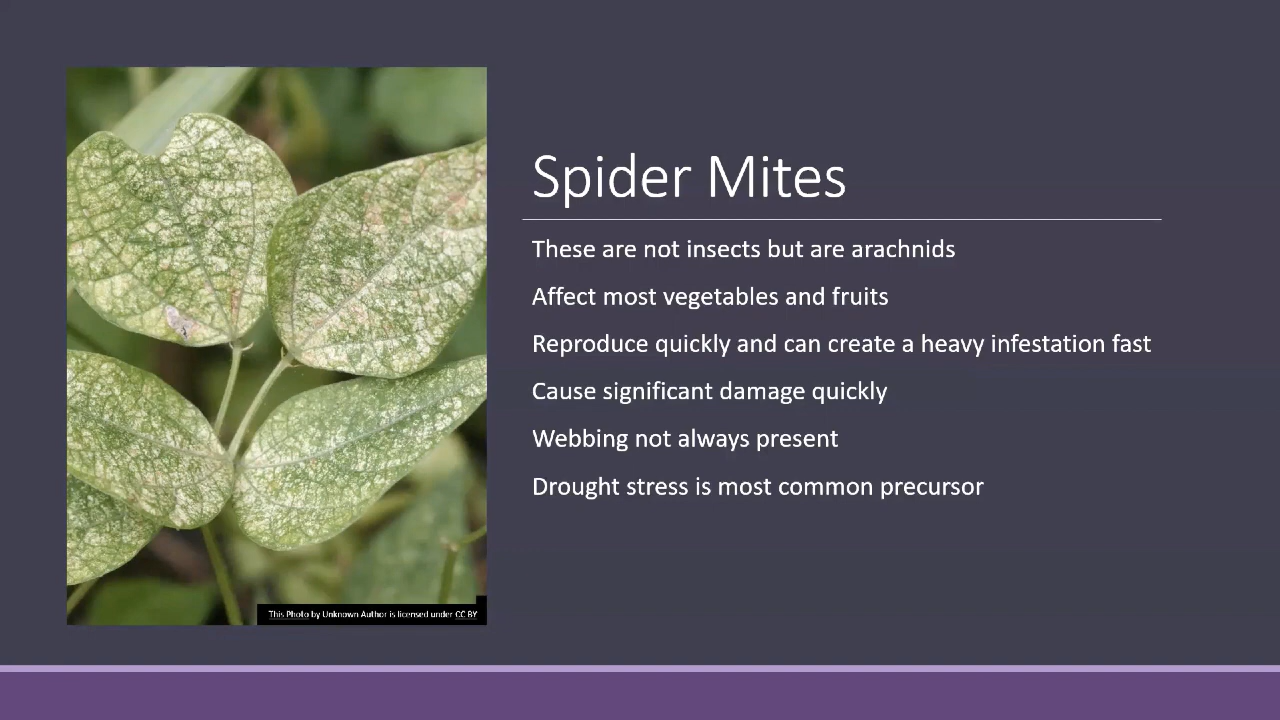 Spider Mites
These are not insects but are arachnids
Affect most vegetables and fruits
Reproduce quickly and can create a heavy infestation fast
Cause significant damage quickly
Webbing not always present
Drought stress is most common precursor
This Photo by Unknown Author is licensed under CC BY